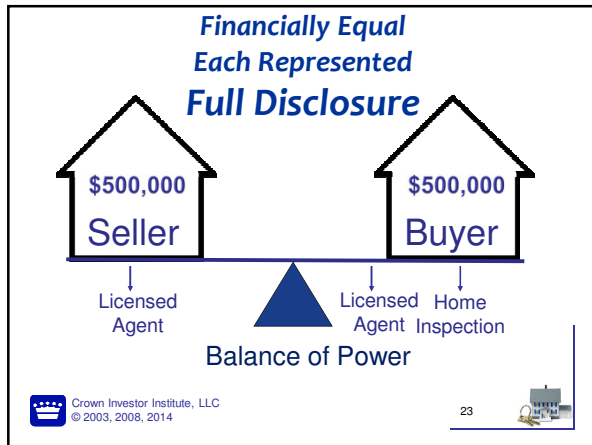 Financially Equal
Each Represented
Full Disclosure
$500,000
Seller
$500,000
Buyer
Licensed
Agent
Licensed
Agent
Home
Inspection
Balance of Power
Crown Investor Institute, LLC
© 2003, 2008, 2014
23